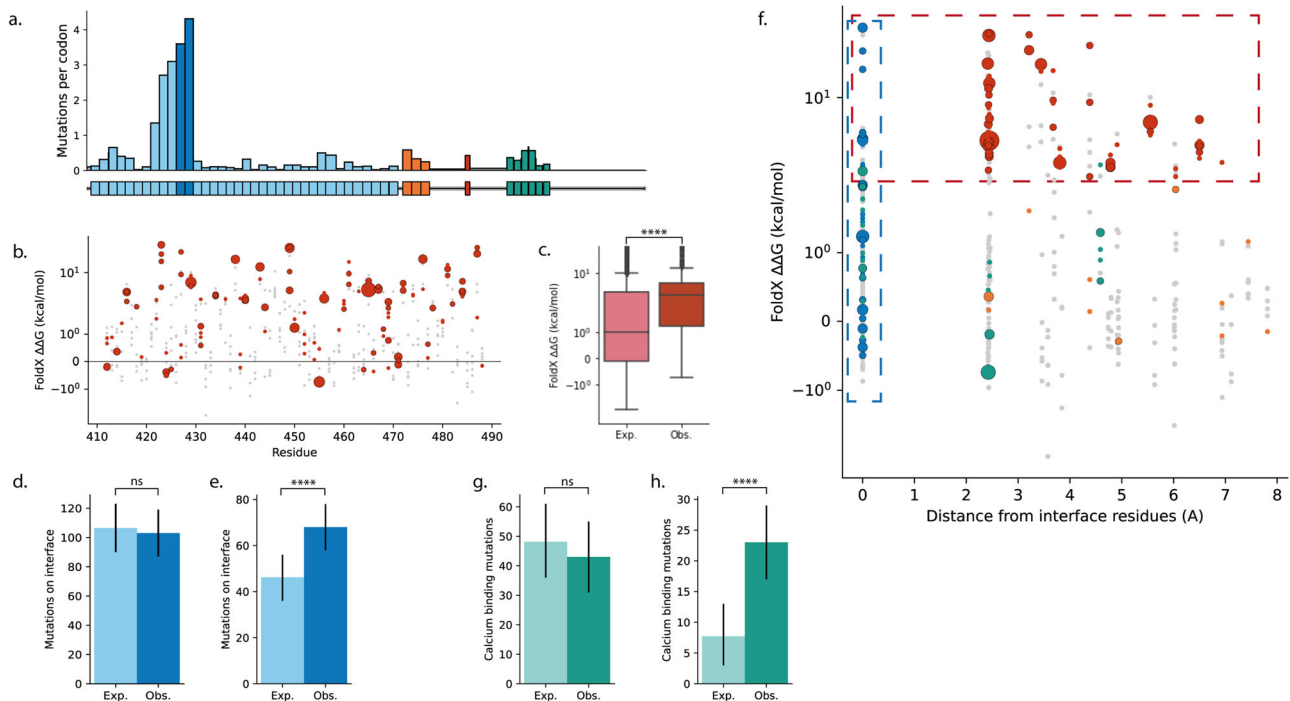 a.
Mutations per codon
4
3
2
1
0
b.
FoldX ΔΔG (kcal/mol)
10¹
10⁰
0
−10⁰
410 420 430 440 450 460 470 480 490
Residue
c.
****
FoldX ΔΔG (kcal/mol)
10¹
10⁰
0
−10⁰
Exp. Obs.
d.
ns
Mutations on interface
120
100
80
60
40
20
0
Exp. Obs.
e.
****
Mutations on interface
80
60
40
20
0
Exp. Obs.
f.
FoldX ΔΔG (kcal/mol)
10¹
10⁰
0
−10⁰
0 1 2 3 4 5 6 7 8
Distance from interface residues (A)
g.
ns
Calcium binding mutations
60
50
40
30
20
10
0
Exp. Obs.
h.
****
Calcium binding mutations
30
25
20
15
10
5
0
Exp. Obs.